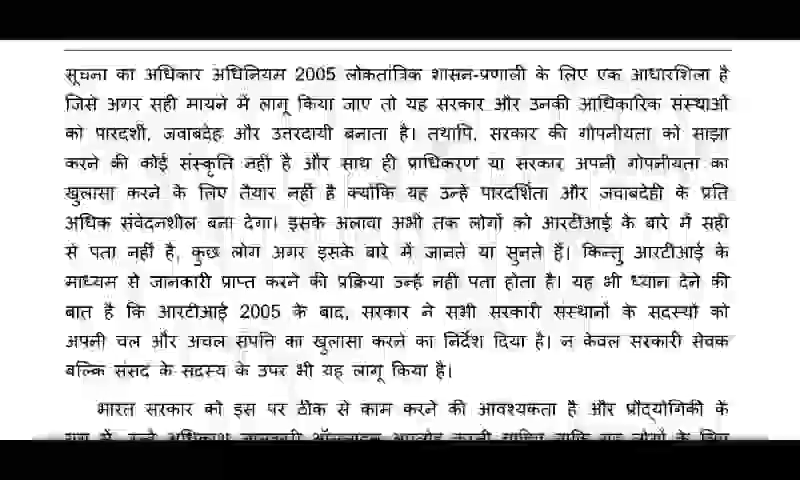 सूचना का अधिकार अधिनियम 2005 लोकतांत्रिक शासन-प्रणाली के लिए एक आधारशिला है
जिसे अगर सही मायने में लागू किया जाए तो यह सरकार और उनकी आधिकारिक संस्थाओं
को पारदर्शी, जवाबदेह और उत्तरदायी बनाता है। तथापि, सरकार की गोपनीयता को साझा
करने की कोई संस्कृति नहीं है और साथ ही प्राधिकरण या सरकार अपनी गोपनीयता का
खुलासा करने के लिए तैयार नहीं है क्योंकि यह उन्हें पारदर्शिता और जवाबदेही के प्रति
अधिक संवेदनशील बना देगा। इसके अलावा अभी तक लोगों को आरटीआई के बारे में सही
से पता नहीं है, कुछ लोग अगर इसके बारे में जानते या सुनते हैं। किन्तु आरटीआई के
माध्यम से जानकारी प्राप्त करने की प्रक्रिया उन्हें नहीं पता होता है। यह भी ध्यान देने की
बात है कि आरटीआई 2005 के बाद, सरकार ने सभी सरकारी संस्थानों के सदस्यों को
अपनी चल और अचल संपत्ति का खुलासा करने का निर्देश दिया है। न केवल सरकारी सेवक
बल्कि संसद के सदस्य के उपर भी यह लागू किया है।
भारत सरकार को इस पर ठीक से काम करने की आवश्यकता है और प्रौद्योगिकी के